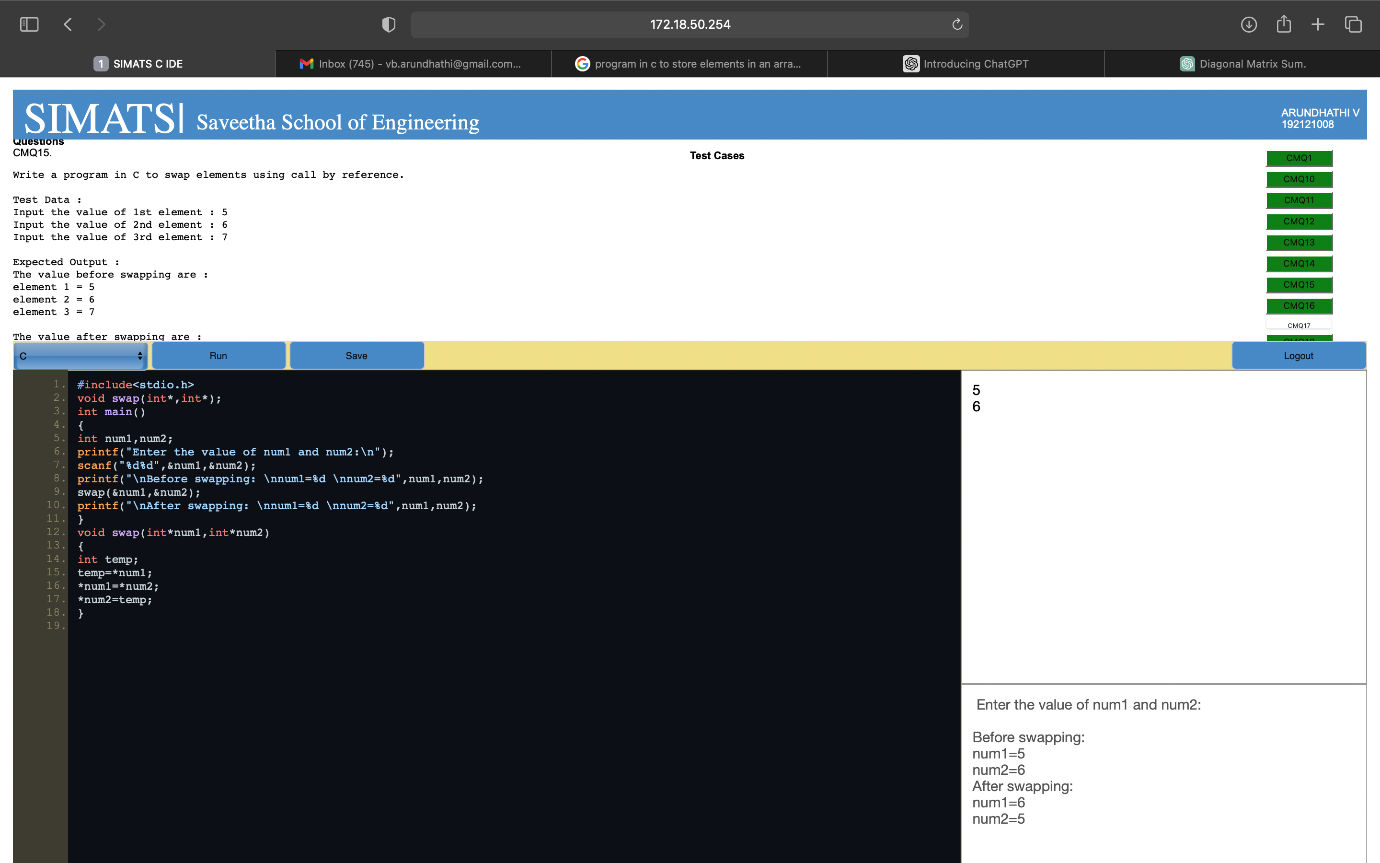 172.18.50.254
1 SIMATS C IDE
Inbox (745) - vb.arundhathi@gmail.com...
program in c to store elements in an arra...
Introducing ChatGPT
Diagonal Matrix Sum.
SIMATS| Saveetha School of Engineering
ARUNDHATHI V
192121008
Questions
CMQ15.
Write a program in C to swap elements using call by reference.
Test Data :
Input the value of 1st element : 5
Input the value of 2nd element : 6
Input the value of 3rd element : 7
Expected Output :
The value before swapping are :
element 1 = 5
element 2 = 6
element 3 = 7
The value after swapping are :
Test Cases
CMQ1
CMQ10
CMQ11
CMQ12
CMQ13
CMQ14
CMQ15
CMQ16
CMQ17
C
Run
Save
Logout
1. #include<stdio.h>
2. void swap(int*,int*);
3. int main()
4. {
5. int num1,num2;
6. printf("Enter the value of num1 and num2:\n");
7. scanf("%d%d",&num1,&num2);
8. printf("\nBefore swapping: \nnum1=%d \nnum2=%d",num1,num2);
9. swap(&num1,&num2);
10. printf("\nAfter swapping: \nnum1=%d \nnum2=%d",num1,num2);
11. }
12. void swap(int*num1,int*num2)
13. {
14. int temp;
15. temp=*num1;
16. *num1=*num2;
17. *num2=temp;
18. }
19.
5
6
Enter the value of num1 and num2:
Before swapping:
num1=5
num2=6
After swapping:
num1=6
num2=5